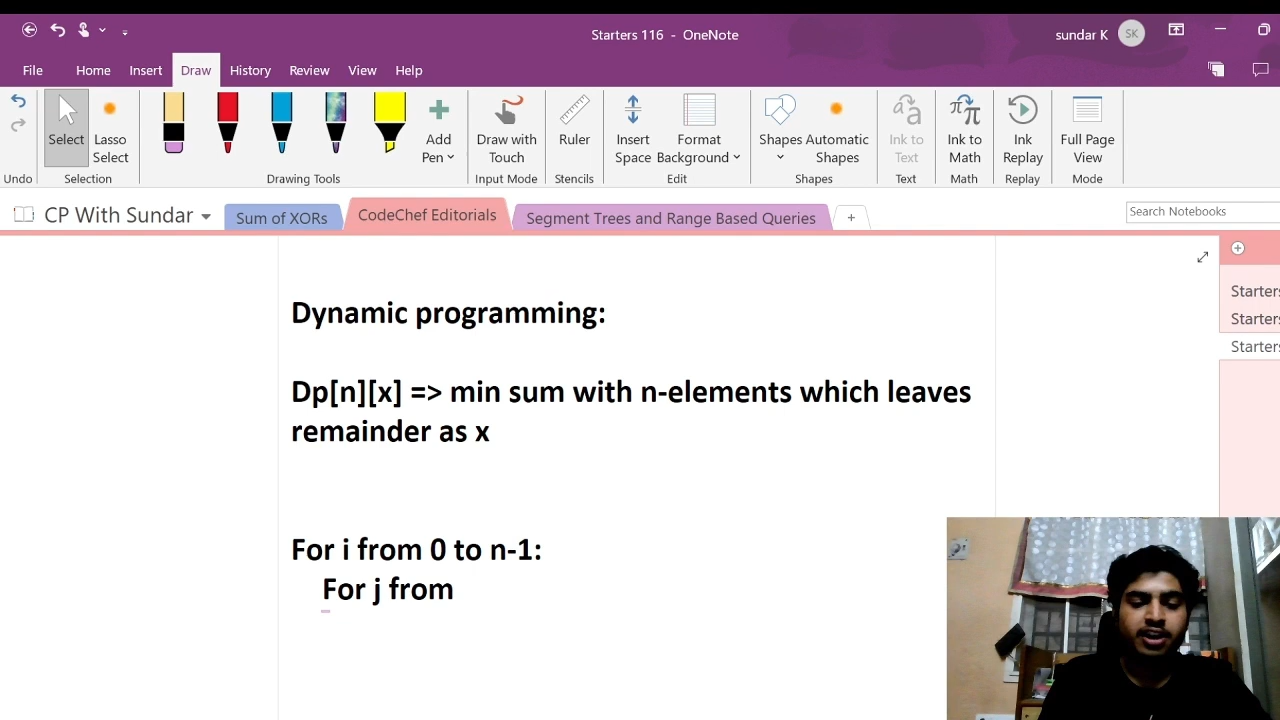 Starters 116 - OneNote
sundar K
SK
File
Home
Insert
Draw
History
Review
View
Help
Select
Lasso Select
Add Pen
Draw with Touch
Ruler
Insert Space
Format Background
Shapes
Automatic Shapes
Ink to Text
Ink to Math
Ink Replay
Full Page View
Undo
Selection
Drawing Tools
Input Mode
Stencils
Edit
Shapes
Text
Math
Replay
Mode
CP With Sundar
Sum of XORs
CodeChef Editorials
Segment Trees and Range Based Queries
Search Notebooks
Starters
Starters
Starters
Dynamic programming:
Dp[n][x] => min sum with n-elements which leaves
remainder as x
For i from 0 to n-1:
For j from